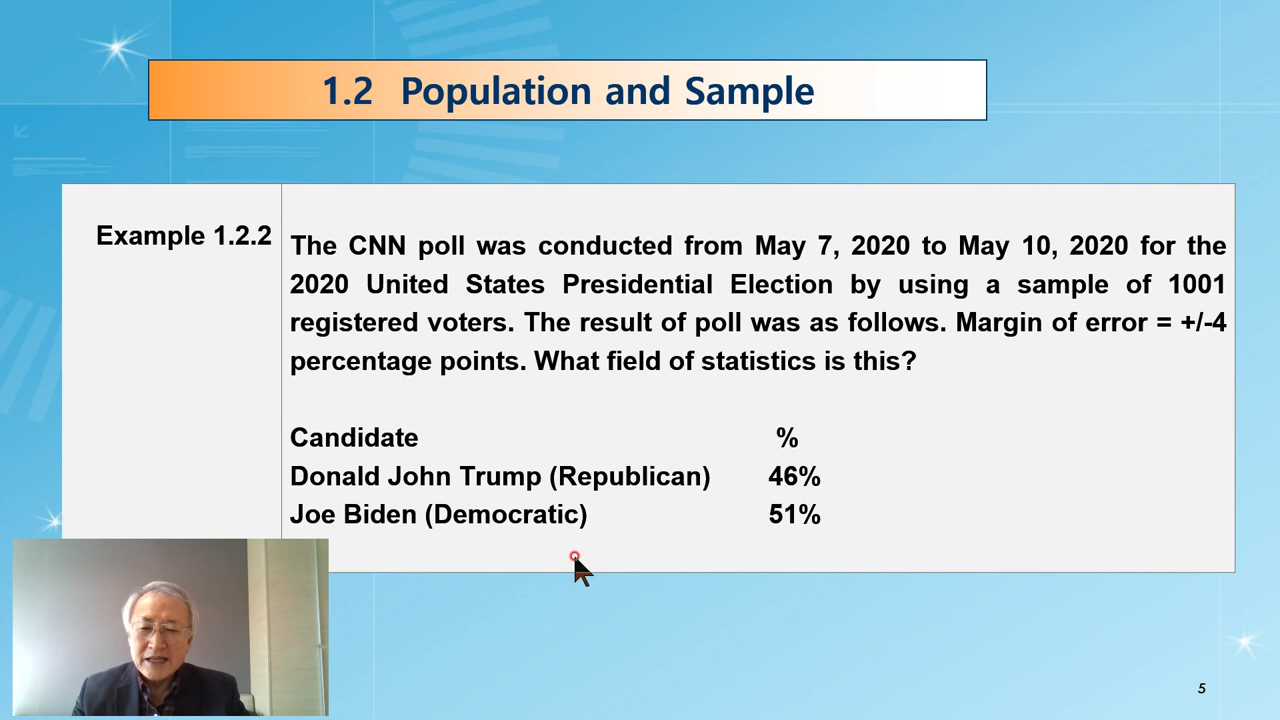 1.2 Population and Sample
Example 1.2.2
The CNN poll was conducted from May 7, 2020 to May 10, 2020 for the
2020 United States Presidential Election by using a sample of 1001
registered voters. The result of poll was as follows. Margin of error = +/-4
percentage points. What field of statistics is this?
Candidate %
Donald John Trump (Republican) 46%
Joe Biden (Democratic) 51%
5